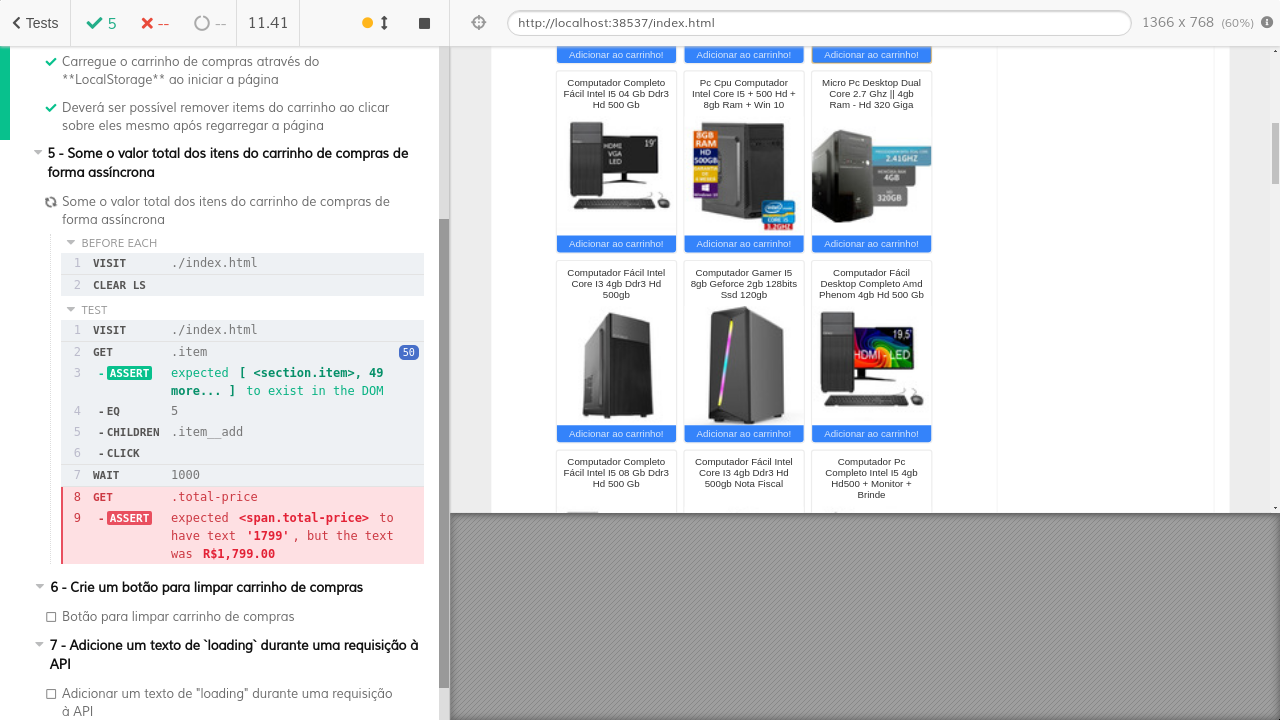 Tests
5
--
--
11.41
http://localhost:38537/index.html
1366 x 768 (60%)
Carrega o carrinho de compras através do
**LocalStorage** ao iniciar a página
Deverá ser possível remover items do carrinho ao clicar
sobre eles mesmo após regarregar a página
5 - Some o valor total dos itens do carrinho de compras de
forma assíncrona
Some o valor total dos itens do carrinho de compras de
forma assíncrona
BEFORE EACH
1 VISIT ./index.html
2 CLEAR LS
TEST
1 VISIT ./index.html
2 GET .item 50
3 -ASSERT expected [ <section.item>, 49
more... ] to exist in the DOM
4 -EQ 5
5 -CHILDREN .item__add
6 -CLICK
7 WAIT 1000
8 GET .total-price
9 -ASSERT expected <span.total-price> to
have text '1799', but the text
was R$1,799.00
6 - Crie um botão para limpar carrinho de compras
Botão para limpar carrinho de compras
7 - Adicione um texto de `loading` durante uma requisição à
API
Adicionar um texto de "loading" durante uma requisição
à API
Adicionar ao carrinho!
Adicionar ao carrinho!
Adicionar ao carrinho!
Computador Completo
Fácil Intel I5 04 Gb Ddr3
Hd 500 Gb
19'
HDMI
VGA
LED
Adicionar ao carrinho!
Pc Cpu Computador
Intel Core I5 + 500 Hd +
8gb Ram + Win 10
8GB
RAM
HD
500GB
Adicionar ao carrinho!
Micro Pc Desktop Dual
Core 2.7 Ghz || 4gb
Ram - Hd 320 Giga
2.41GHZ
4GB
HD
320GB
Adicionar ao carrinho!
Computador Fácil Intel
Core I3 4gb Ddr3 Hd
500gb
Adicionar ao carrinho!
Computador Gamer I5
8gb Geforce 2gb 128bits
Ssd 120gb
Adicionar ao carrinho!
Computador Fácil
Desktop Completo Amd
Phenom 4gb Hd 500 Gb
19,5'
HDMI - LED
Adicionar ao carrinho!
Computador Completo
Fácil Intel I5 08 Gb Ddr3
Hd 500 Gb
Computador Fácil Intel
Core I3 4gb Ddr3 Hd
500gb Nota Fiscal
Computador Pc
Completo Intel I5 4gb
Hd500 + Monitor +
Brinde